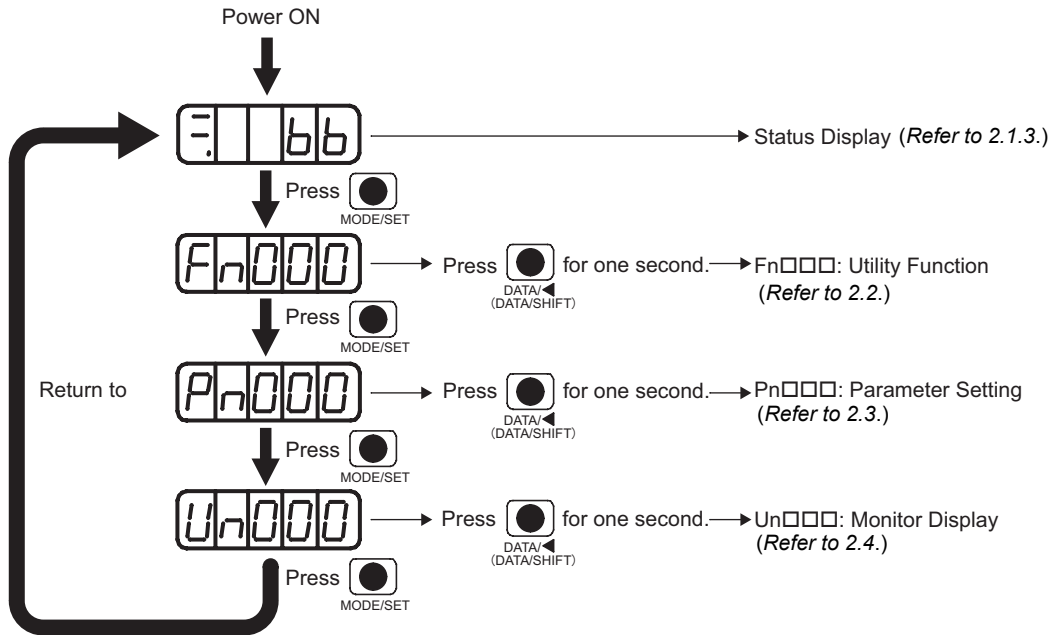 Power ON
bb
Status Display (Refer to 2.1.3.)
Press
MODE/SET
Fn000
Press
for one second.
Fn□□□: Utility Function
DATA/◀
(DATA/SHIFT)
(Refer to 2.2.)
Press
MODE/SET
Return to
Pn000
Press
for one second.
Pn□□□: Parameter Setting
DATA/◀
(DATA/SHIFT)
(Refer to 2.3.)
Press
MODE/SET
Un000
Press
for one second.
Un□□□: Monitor Display
DATA/◀
(DATA/SHIFT)
(Refer to 2.4.)
Press
MODE/SET